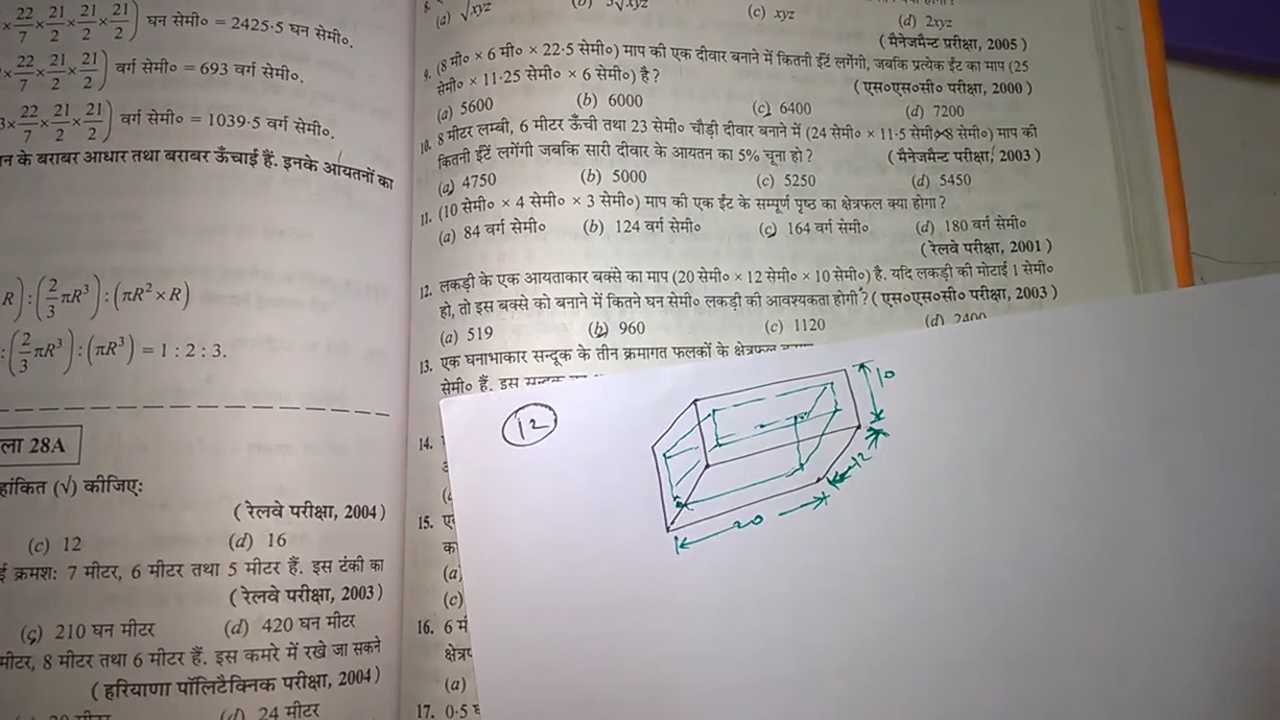 × 22/7 × 21/2 × 21/2 × 21/2) घन सेमी० = 2425·5 घन सेमी०.
× 22/7 × 21/2 × 21/2) वर्ग सेमी० = 693 वर्ग सेमी०.
3× 22/7 × 21/2 × 21/2) वर्ग सेमी० = 1039·5 वर्ग सेमी०.
न के बराबर आधार तथा बराबर ऊँचाई हैं. इनके आयतनों का
R) : (2/3 πR³) : (πR² × R)
: (2/3 πR³) : (πR³) = 1 : 2 : 3.
ला 28A
हांकित (√) कीजिए:
( रेलवे परीक्षा, 2004)
(c) 12 (d) 16
ई क्रमश: 7 मीटर, 6 मीटर तथा 5 मीटर हैं. इस टंकी का
( रेलवे परीक्षा, 2003)
(c) 210 घन मीटर (d) 420 घन मीटर
मीटर, 8 मीटर तथा 6 मीटर हैं. इस कमरे में रखे जा सकने
( हरियाणा पॉलिटैक्निक परीक्षा, 2004)
(d) 24 मीटर
(a) √xyz (b) 3√xyz (c) xyz (d) 2xyz
( मैनेजमैन्ट प्ररीक्षा, 2005 )
9. (8 मी० × 6 मी० × 22·5 सेमी०) माप की एक दीवार बनाने में कितनी ईंटें लगेंगी, जबकि प्रत्येक ईंट का माप (25
सेमी० × 11·25 सेमी० × 6 सेमी०) है ?
( एस०एस०सी० परीक्षा, 2000 )
(a) 5600 (b) 6000 (c) 6400 (d) 7200
10. 8 मीटर लम्बी, 6 मीटर ऊँची तथा 23 सेमी० चौड़ी दीवार बनाने में (24 सेमी० × 11·5 सेमी० × 8 सेमी०) माप की
कितनी ईंटें लगेंगी जबकि सारी दीवार के आयतन का 5% चूना हो ? ( मैनेजमैन्ट परीक्षा, 2003 )
(a) 4750 (b) 5000 (c) 5250 (d) 5450
11. (10 सेमी० × 4 सेमी० × 3 सेमी०) माप की एक ईंट के सम्पूर्ण पृष्ठ का क्षेत्रफल क्या होगा ?
(a) 84 वर्ग सेमी० (b) 124 वर्ग सेमी० (c) 164 वर्ग सेमी० (d) 180 वर्ग सेमी०
( रेलवे परीक्षा, 2001 )
12. लकड़ी के एक आयताकार बक्से का माप (20 सेमी० × 12 सेमी० × 10 सेमी०) है. यदि लकड़ी की मोटाई 1 सेमी०
हो, तो इस बक्से को बनाने में कितने घन सेमी० लकड़ी की आवश्यकता होगी ? ( एस०एस०सी० परीक्षा, 2003 )
(a) 519 (b) 960 (c) 1120 (d) 2400
13. एक घनाभाकार सन्दूक के तीन क्रमागत फलकों के क्षेत्रफल
सेमी० हैं. इस सन्दूक
14.
15. ए
क
(a)
(c)
16. 6 मी
क्षेत्रप
(a)
17. 0·5 घ
12
10
12
20